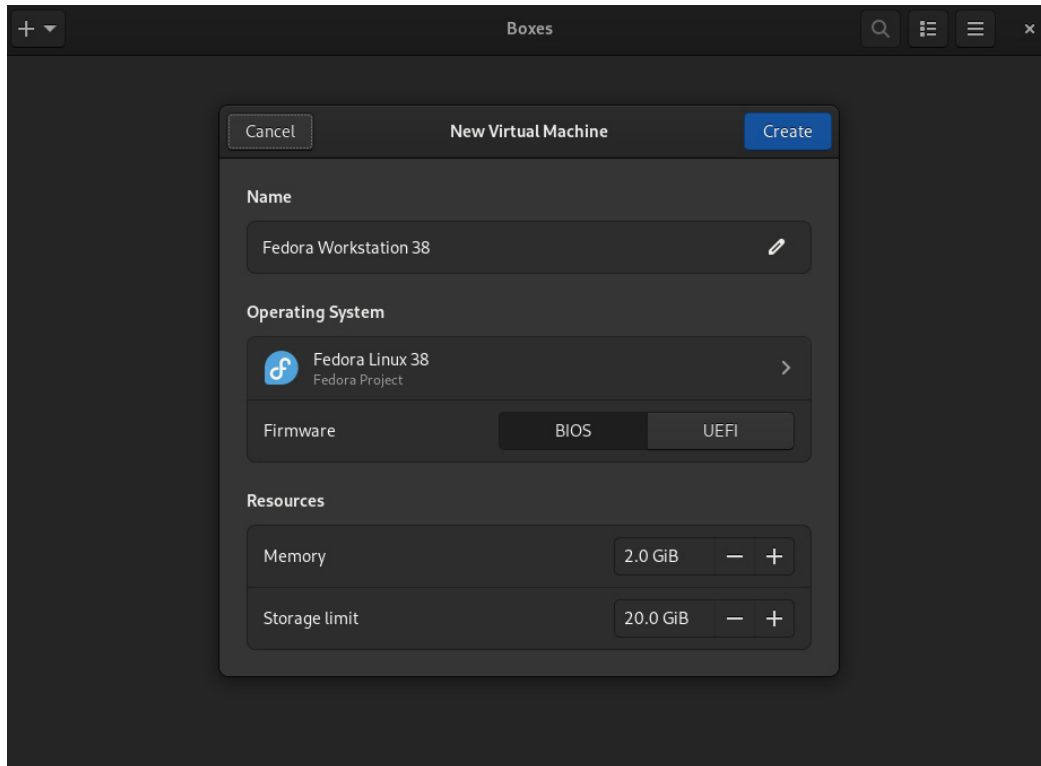 Boxes
Cancel New Virtual Machine Create
Name
Fedora Workstation 38
Operating System
Fedora Linux 38
Fedora Project
Firmware BIOS UEFI
Resources
Memory 2.0 GiB
Storage limit 20.0 GiB